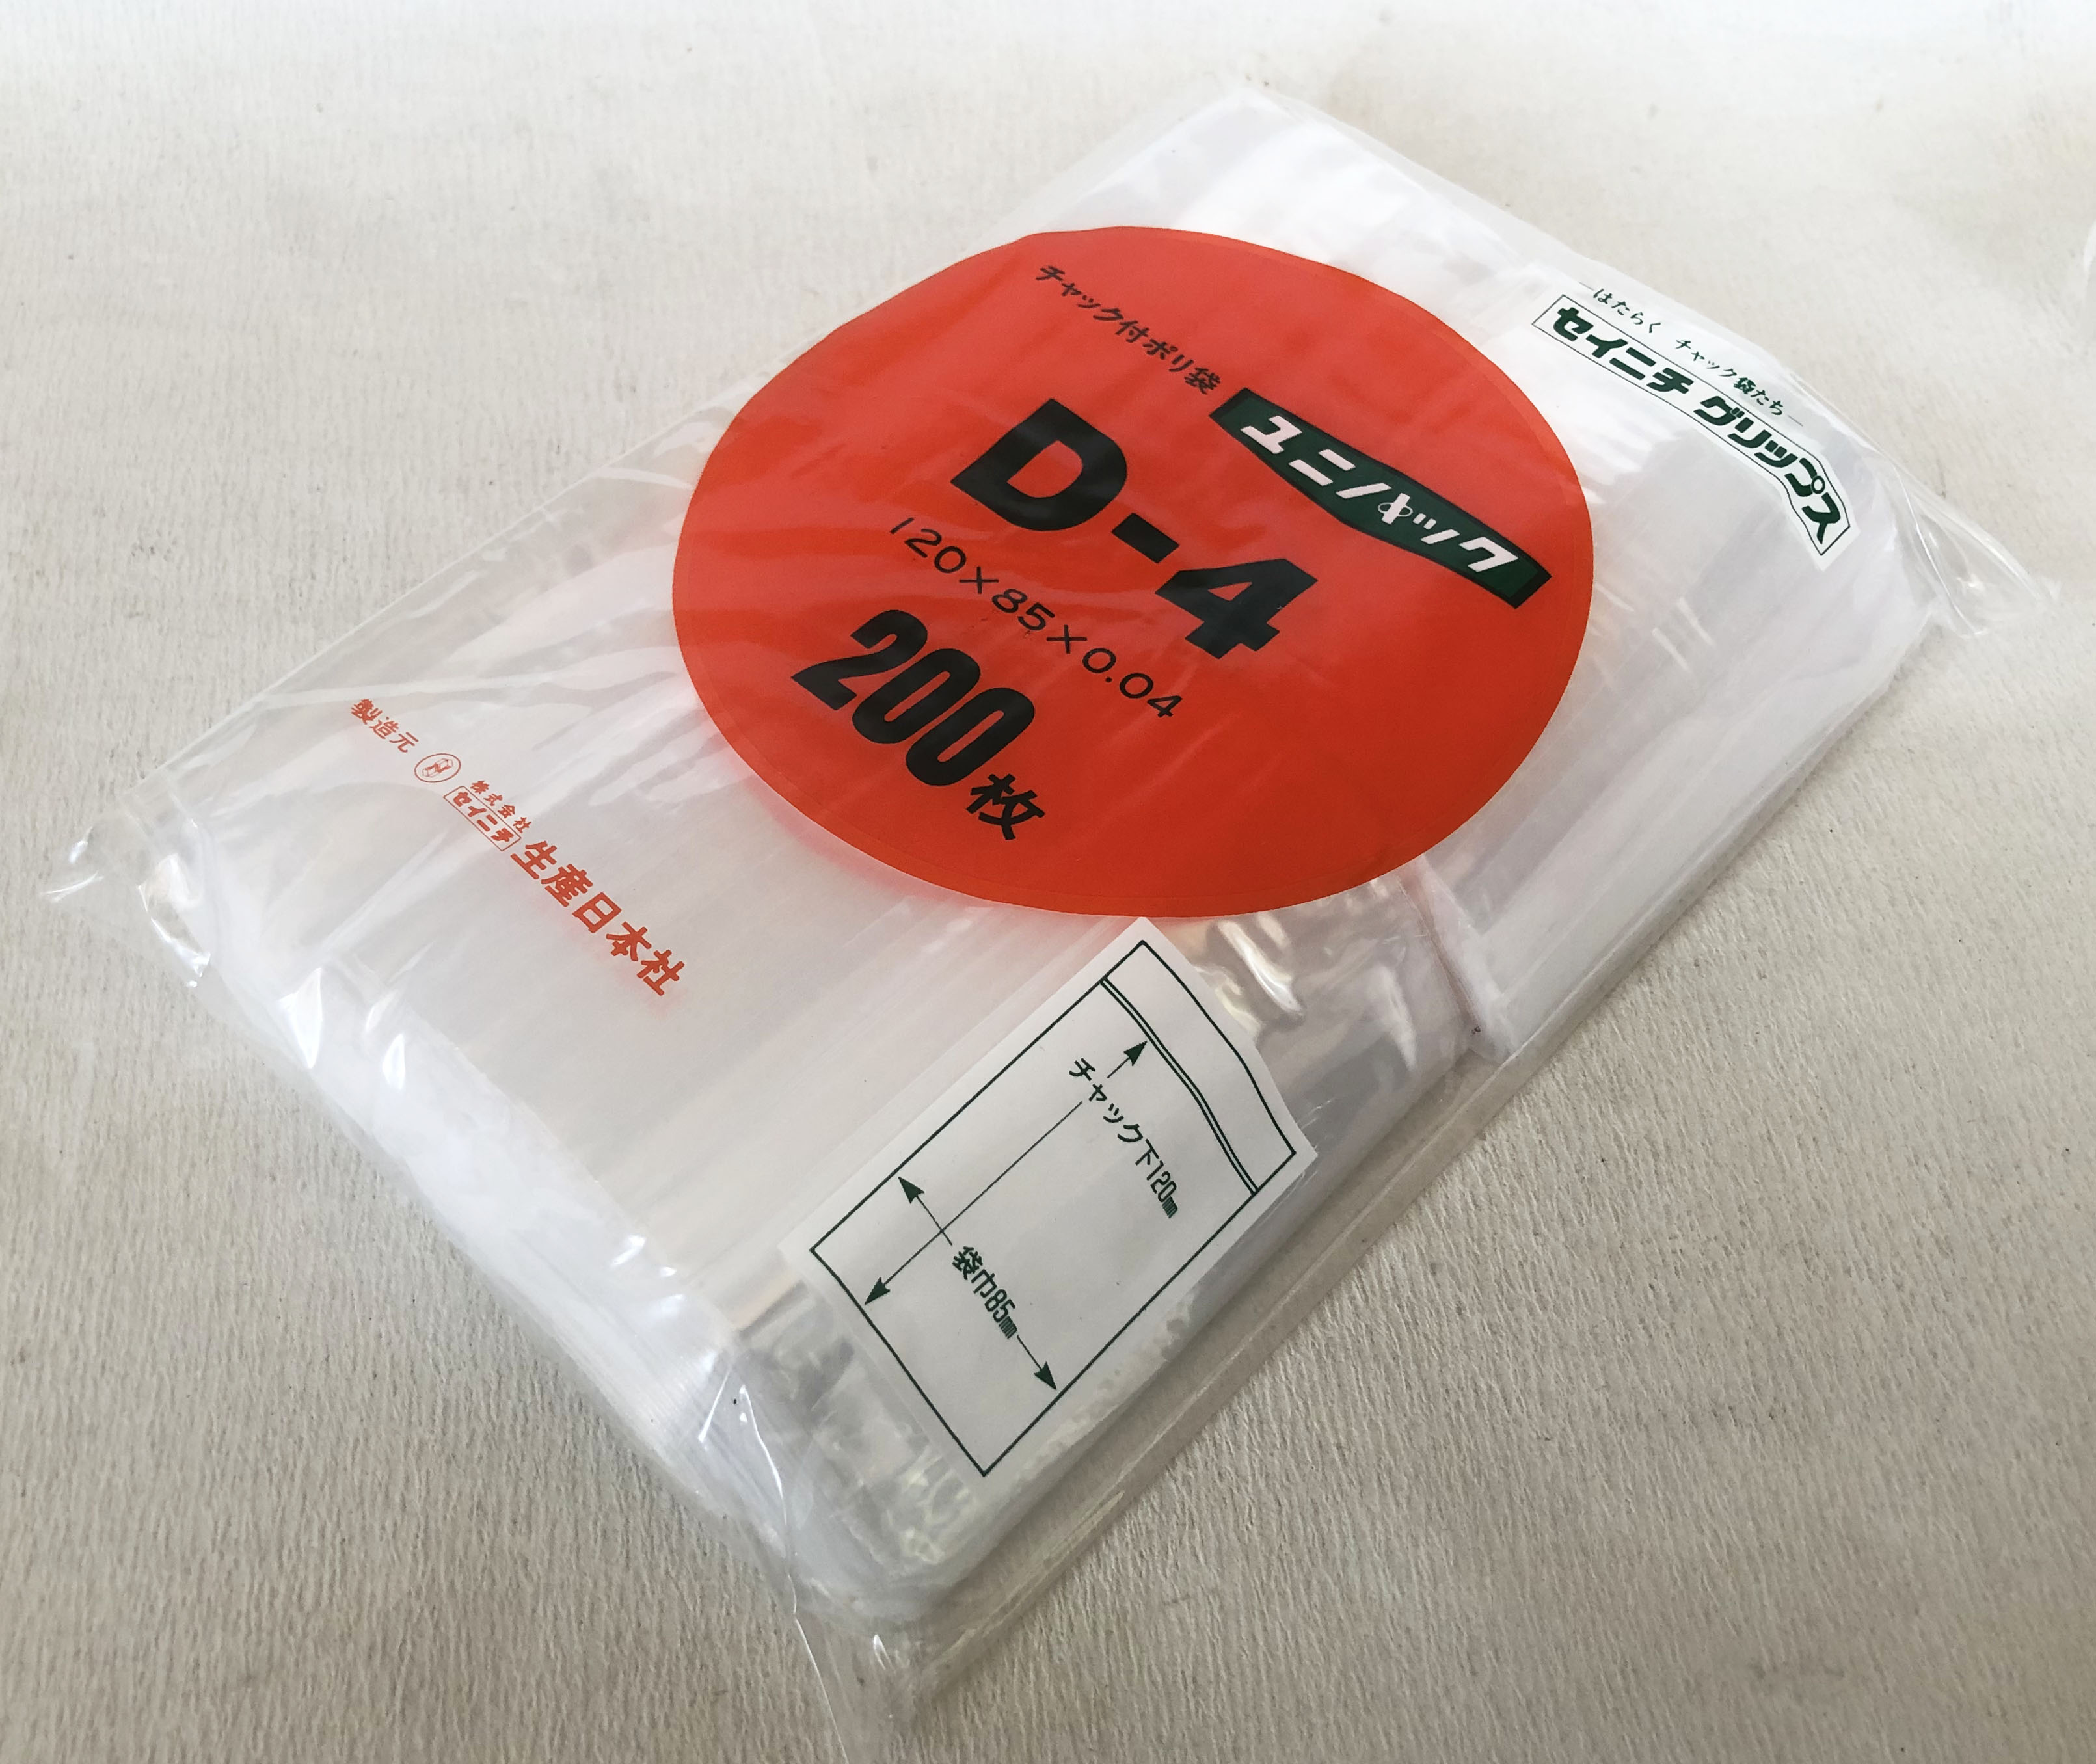 はたらく チャック袋たち
セイニチ グリップス
チャック付ポリ袋
ユニパック
D-4
120×85×0.04
200枚
製造元 株式会社 セイニチ 生産日本社
チャック下120mm
袋巾85mm